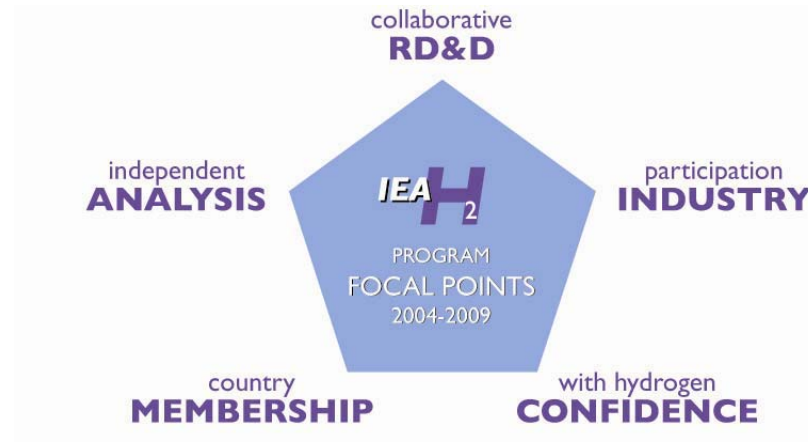 collaborative
RD&D
independent
ANALYSIS
participation
INDUSTRY
IEA H2
PROGRAM
FOCAL POINTS
2004-2009
country
MEMBERSHIP
with hydrogen
CONFIDENCE